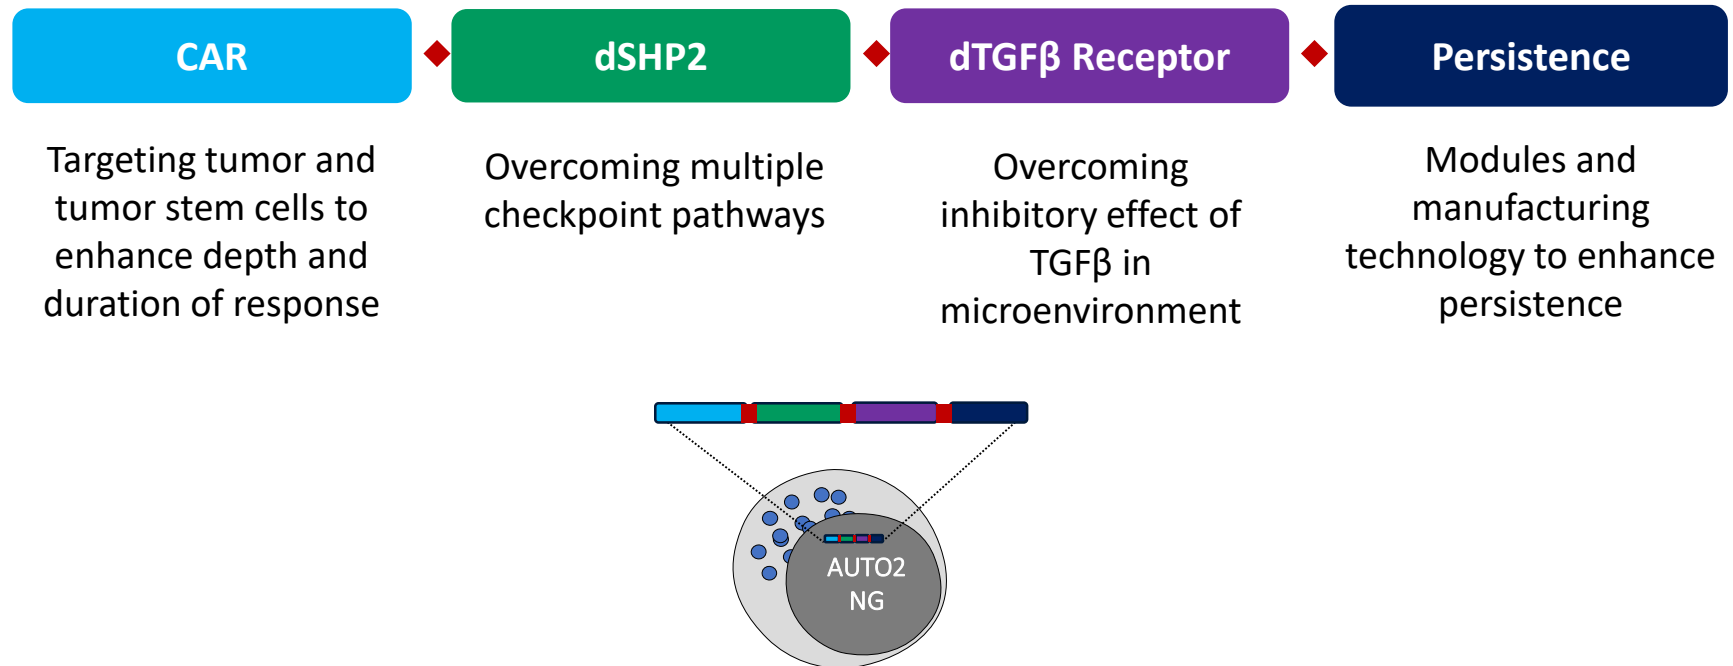 CAR
Targeting tumor and
tumor stem cells to
enhance depth and
duration of response
dSHP2
Overcoming multiple
checkpoint pathways
dTGFβ Receptor
Overcoming
inhibitory effect of
TGFβ in
microenvironment
Persistence
Modules and
manufacturing
technology to enhance
persistence
AUTO2
NG